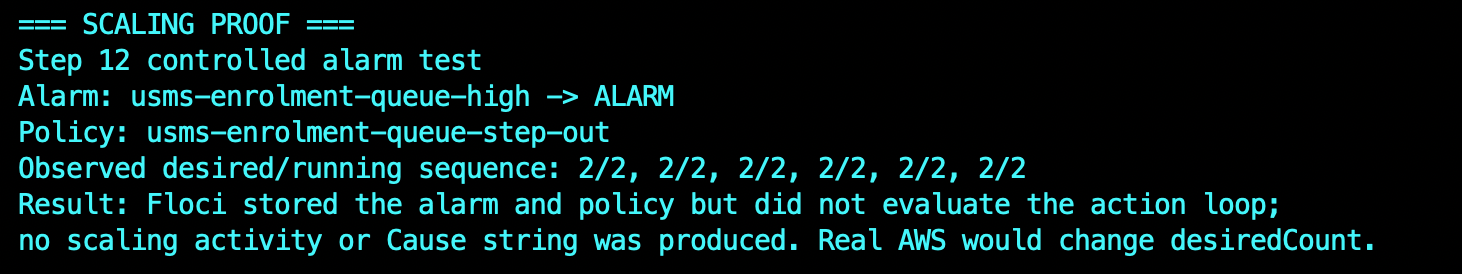 === SCALING PROOF ===
Step 12 controlled alarm test
Alarm: usms-enrolment-queue-high -> ALARM
Policy: usms-enrolment-queue-step-out
Observed desired/running sequence: 2/2, 2/2, 2/2, 2/2, 2/2, 2/2
Result: Floci stored the alarm and policy but did not evaluate the action loop;
no scaling activity or Cause string was produced. Real AWS would change desiredCount.